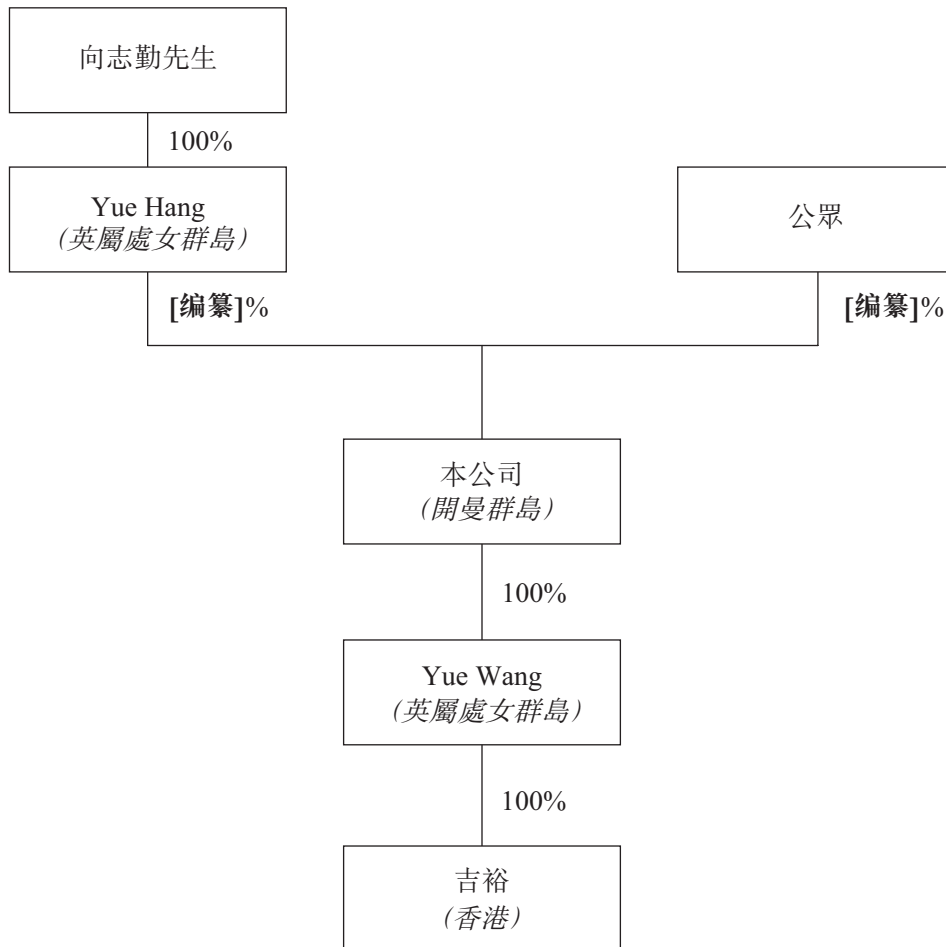 向志勤先生
100%
Yue Hang
(英屬處女群島)
公眾
[编纂]%
[编纂]%
本公司
(開曼群島)
100%
Yue Wang
(英屬處女群島)
100%
吉裕
(香港)